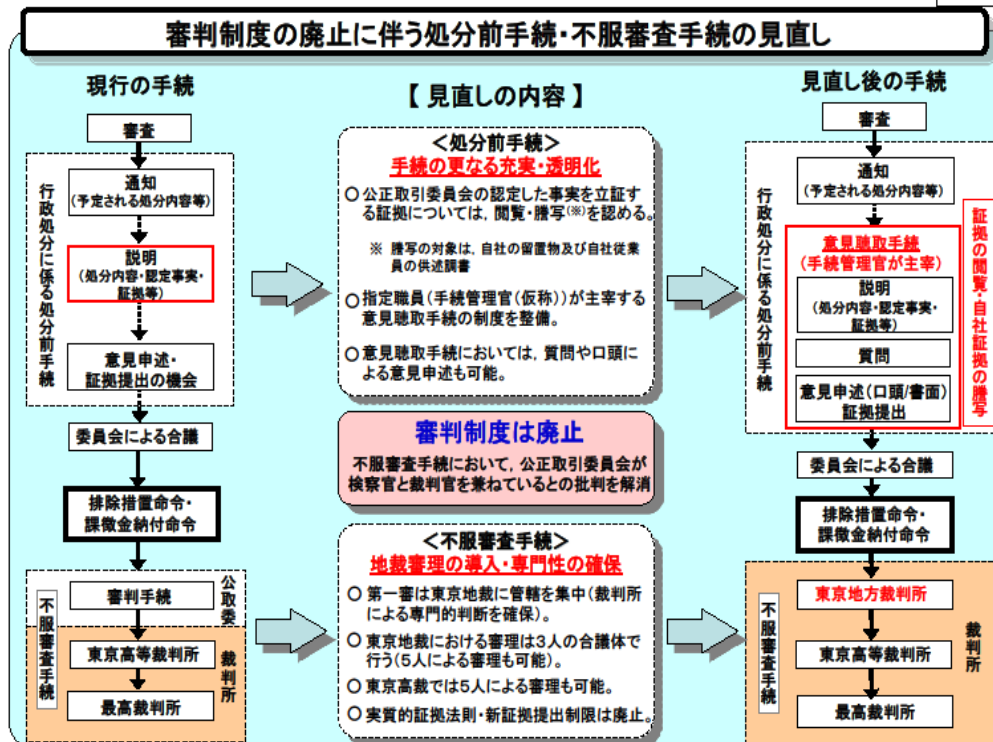 審判制度の廃止に伴う処分前手続・不服審査手続の見直し
現行の手続
審査
行政処分に係る処分前手続
通知
(予定される処分内容等)
説明
(処分内容・認定事実・
証拠等)
意見申述・
証拠提出の機会
委員会による合議
排除措置命令・
課徴金納付命令
不服審査手続
公取委
審判手続
裁判所
東京高等裁判所
最高裁判所
【 見直しの内容 】
<処分前手続>
手続の更なる充実・透明化
○ 公正取引委員会の認定した事実を立証
する証拠については,閲覧・謄写(※)を認める。
※ 謄写の対象は,自社の留置物及び自社従業
員の供述調書
○ 指定職員(手続管理官(仮称))が主宰する
意見聴取手続の制度を整備。
○ 意見聴取手続においては,質問や口頭に
よる意見申述も可能。
審判制度は廃止
不服審査手続において,公正取引委員会が
検察官と裁判官を兼ねているとの批判を解消
<不服審査手続>
地裁審理の導入・専門性の確保
○ 第一審は東京地裁に管轄を集中(裁判所
による専門的判断を確保)。
○ 東京地裁における審理は3人の合議体で
行う(5人による審理も可能)。
○ 東京高裁では5人による審理も可能。
○ 実質的証拠法則・新証拠提出制限は廃止。
見直し後の手続
審査
行政処分に係る処分前手続
通知
(予定される処分内容等)
意見聴取手続
(手続管理官が主宰)
説明
(処分内容・認定事実・
証拠等)
質問
意見申述(口頭/書面)
証拠提出
証拠の閲覧・自社証拠の謄写
委員会による合議
排除措置命令・
課徴金納付命令
不服審査手続
裁判所
東京地方裁判所
東京高等裁判所
最高裁判所